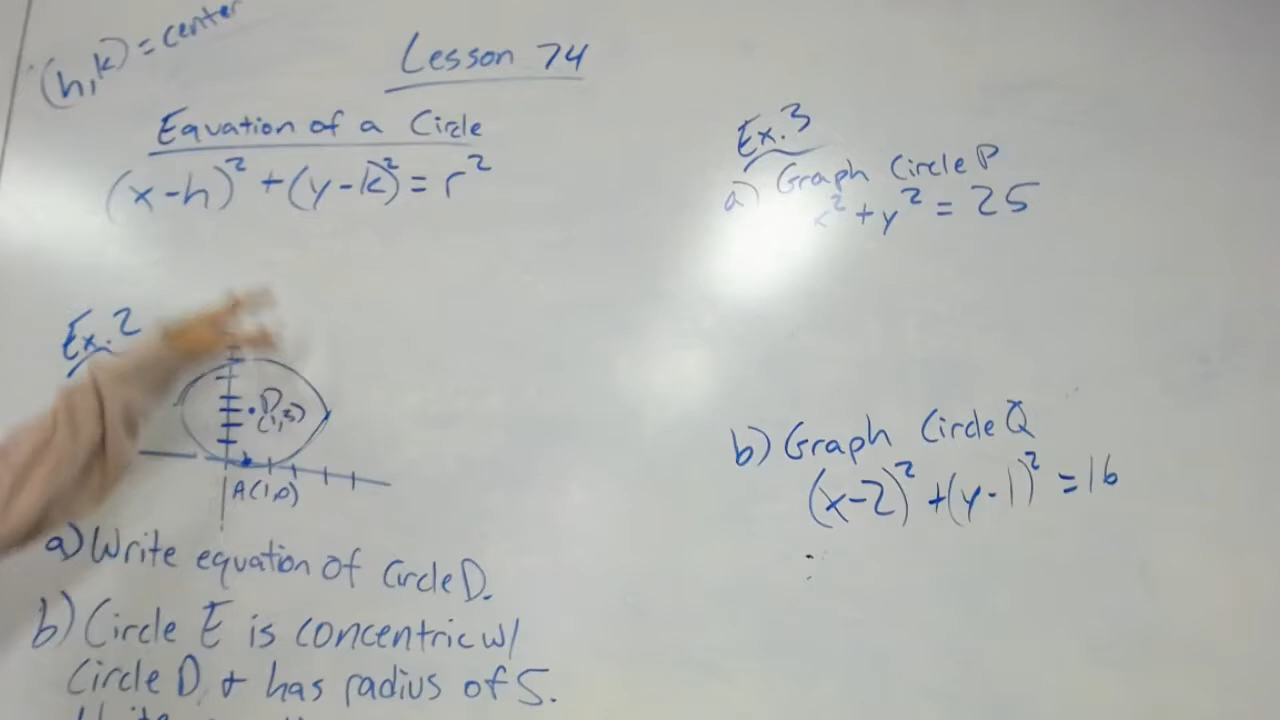 (h,k) = center
Lesson 74
Equation of a Circle
(x-h)² + (y-k)² = r²
Ex. 2
D
A(1,0)
a) Write equation of Circle D.
b) Circle E is concentric w/
Circle D + has radius of 5.
Ex. 3
a) Graph Circle P
x² + y² = 25
b) Graph Circle Q
(x-2)² + (y-1)² = 16